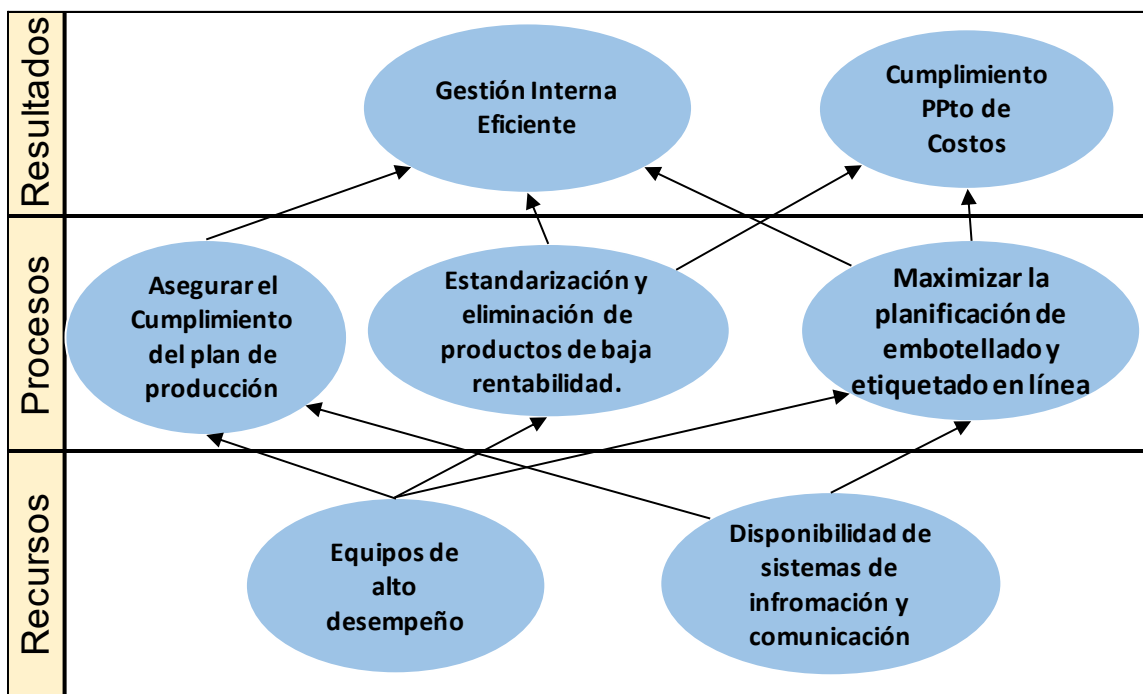 Resultados
Gestión Interna
Eficiente
Cumplimiento
PPto de
Costos
Procesos
Asegurar el
Cumplimiento
del plan de
producción
Estandarización y
eliminación de
productos de baja
rentabilidad.
Maximizar la
planificación de
embotellado y
etiquetado en línea
Recursos
Equipos de
alto
desempeño
Disponibilidad de
sistemas de
infromación y
comunicación